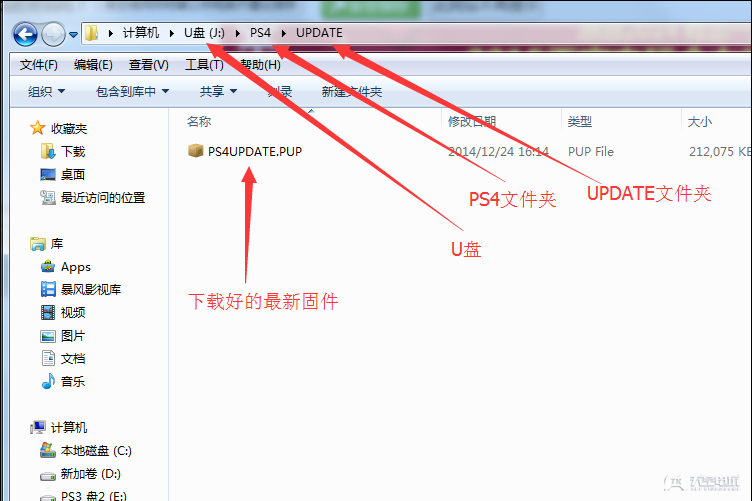 计算机 U盘 (J:) PS4 UPDATE
文件(F) 编辑(E) 查看(V) 工具(T) 帮助(H)
组织 包含到库中 共享 刻录 新建文件夹
名称 修改日期 类型 大小
PS4UPDATE.PUP 2014/12/24 16:14 PUP File 212,075 KB
收藏夹
下载
桌面
最近访问的位置
库
Apps
暴风影视库
视频
图片
文档
音乐
计算机
本地磁盘 (C:)
新加卷 (D:)
PS3 盘2 (E:)
PS4文件夹
UPDATE文件夹
U盘
下载好的最新固件